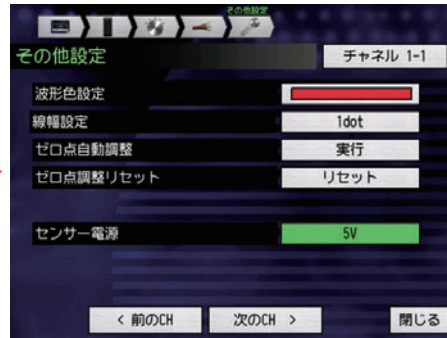 その他設定
その他設定 チャネル 1-1
波形色設定
線幅設定 1dot
ゼロ点自動調整 実行
ゼロ点調整リセット リセット
センサー電源 5V
< 前のCH 次のCH > 閉じる